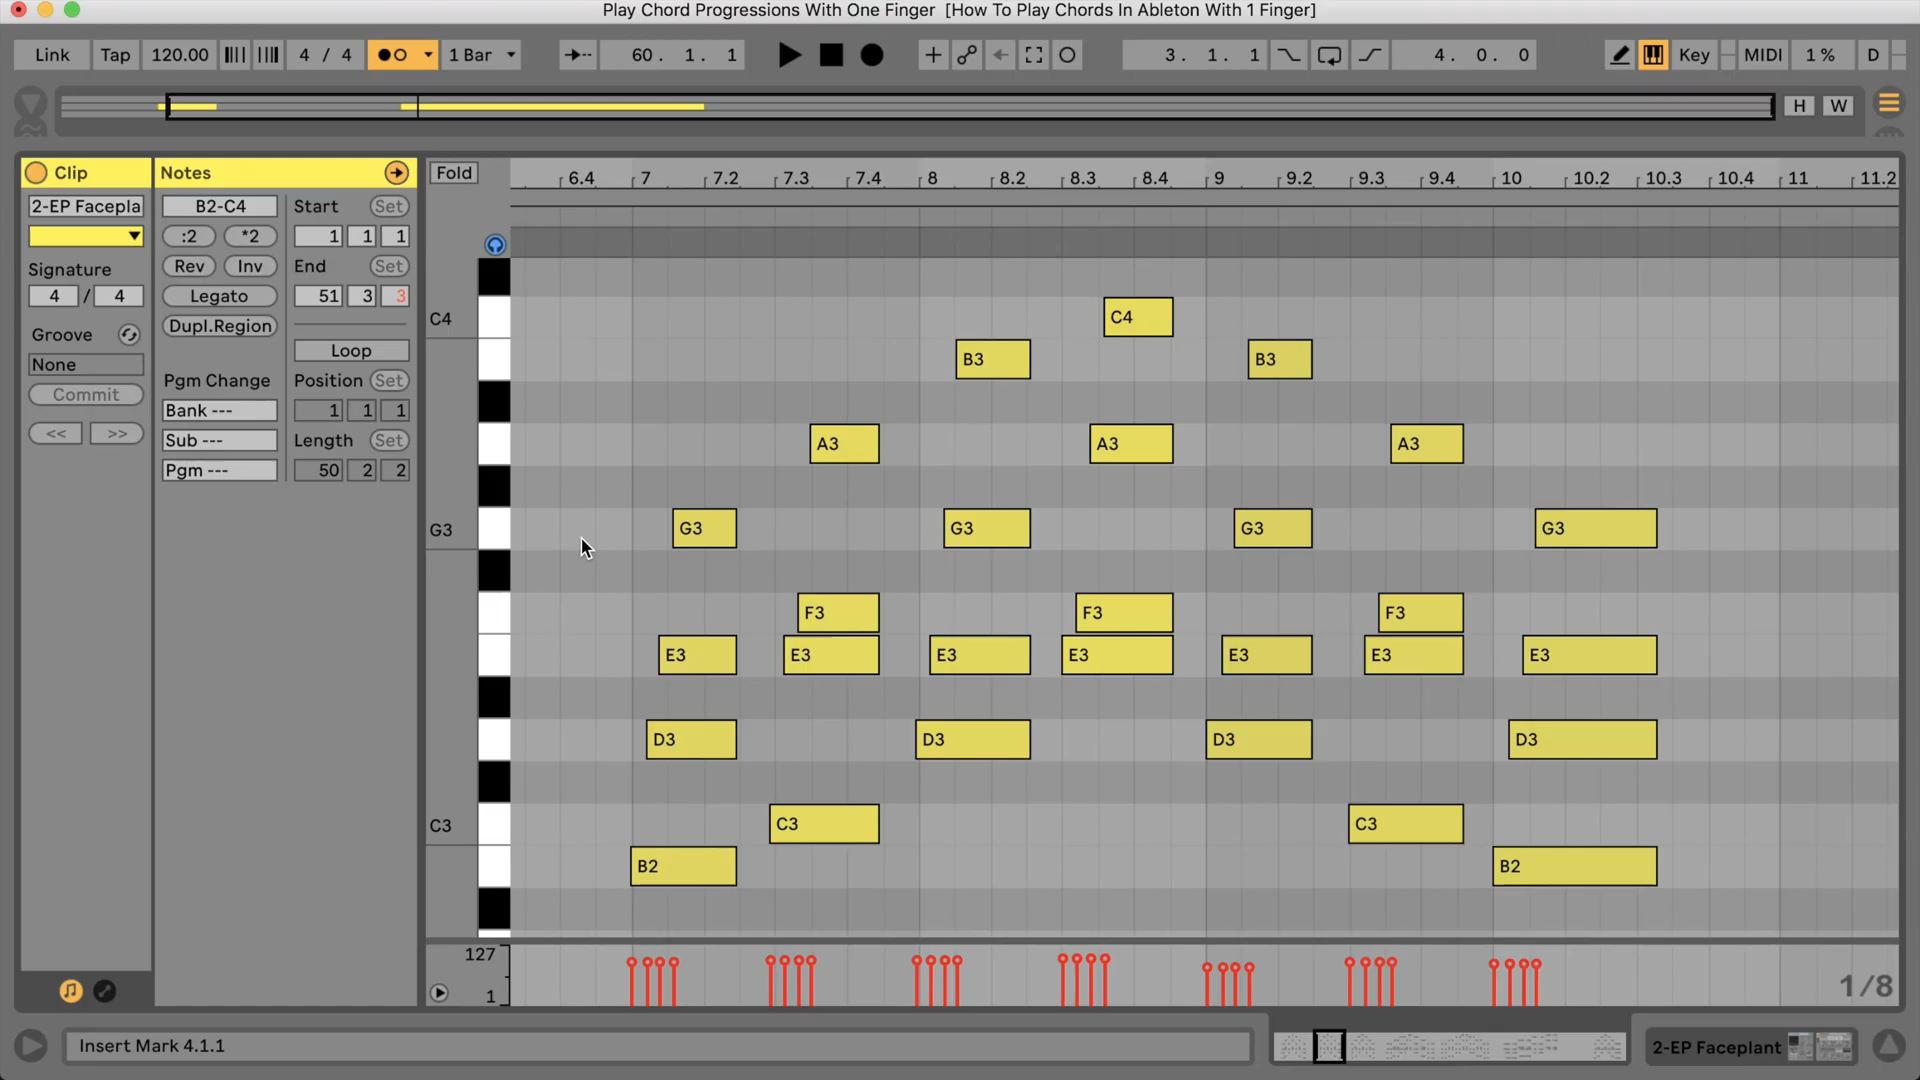 Play Chord Progressions With One Finger [How To Play Chords In Ableton With 1 Finger]
Link Tap 120.00 4 / 4 1 Bar 60. 1. 1 3. 1. 1 4. 0. 0 Key MIDI 1 % D
H W
Clip Notes Fold 6.4 7 7.2 7.3 7.4 8 8.2 8.3 8.4 9 9.2 9.3 9.4 10 10.2 10.3 10.4 11 11.2
2-EP Facepla B2-C4 Start Set
:2 *2 1 1 1
Signature Rev Inv End Set
4 / 4 Legato 51 3 3
Groove Dupl.Region
None Loop
Commit Pgm Change Position Set
Bank --- 1 1 1
<< >> Sub --- Length Set
Pgm --- 50 2 2
C4 C4
B3 B3
A3 A3 A3
G3 G3 G3 G3 G3
F3 F3 F3
E3 E3 E3 E3 E3 E3 E3
D3 D3 D3 D3
C3 C3 C3
B2 B2
127
1 1/8
Insert Mark 4.1.1 2-EP Faceplant